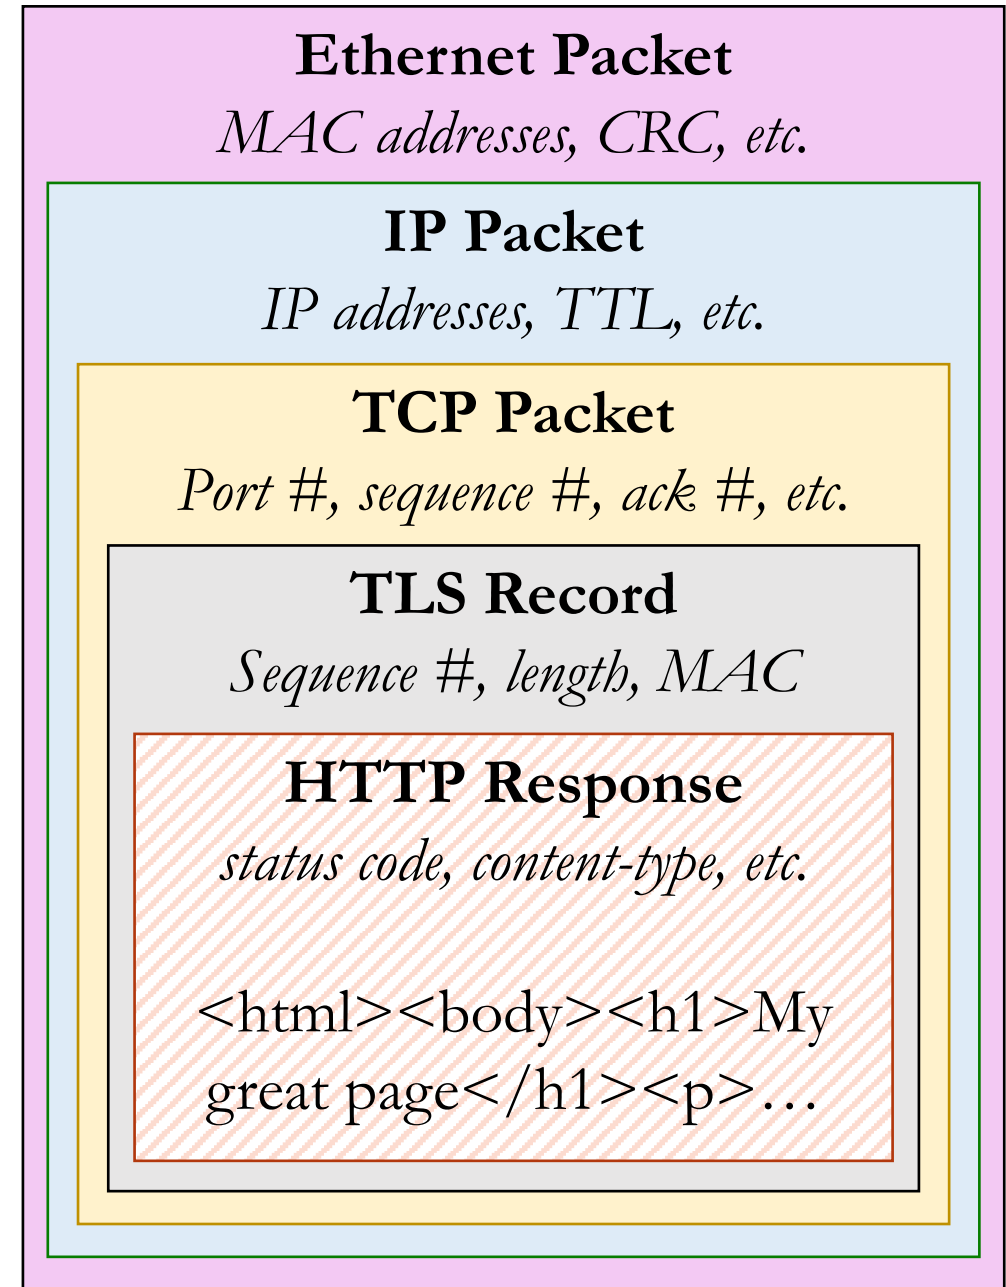 Ethernet Packet
MAC addresses, CRC, etc.
IP Packet
IP addresses, TTL, etc.
TCP Packet
Port #, sequence #, ack #, etc.
TLS Record
Sequence #, length, MAC
HTTP Response
status code, content-type, etc.
<html><body><h1>My
great page</h1><p>…